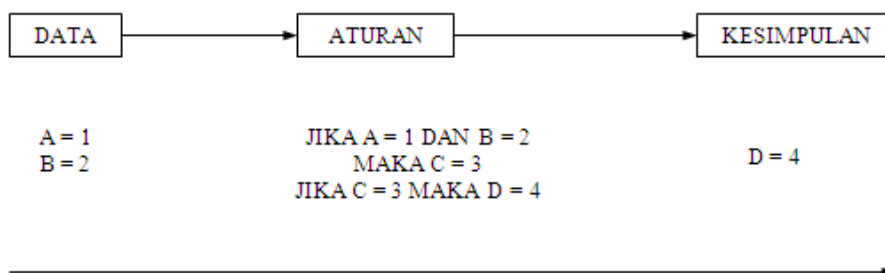 DATA
ATURAN
KESIMPULAN
A = 1
B = 2
JIKA A = 1 DAN B = 2
MAKA C = 3
JIKA C = 3 MAKA D = 4
D = 4